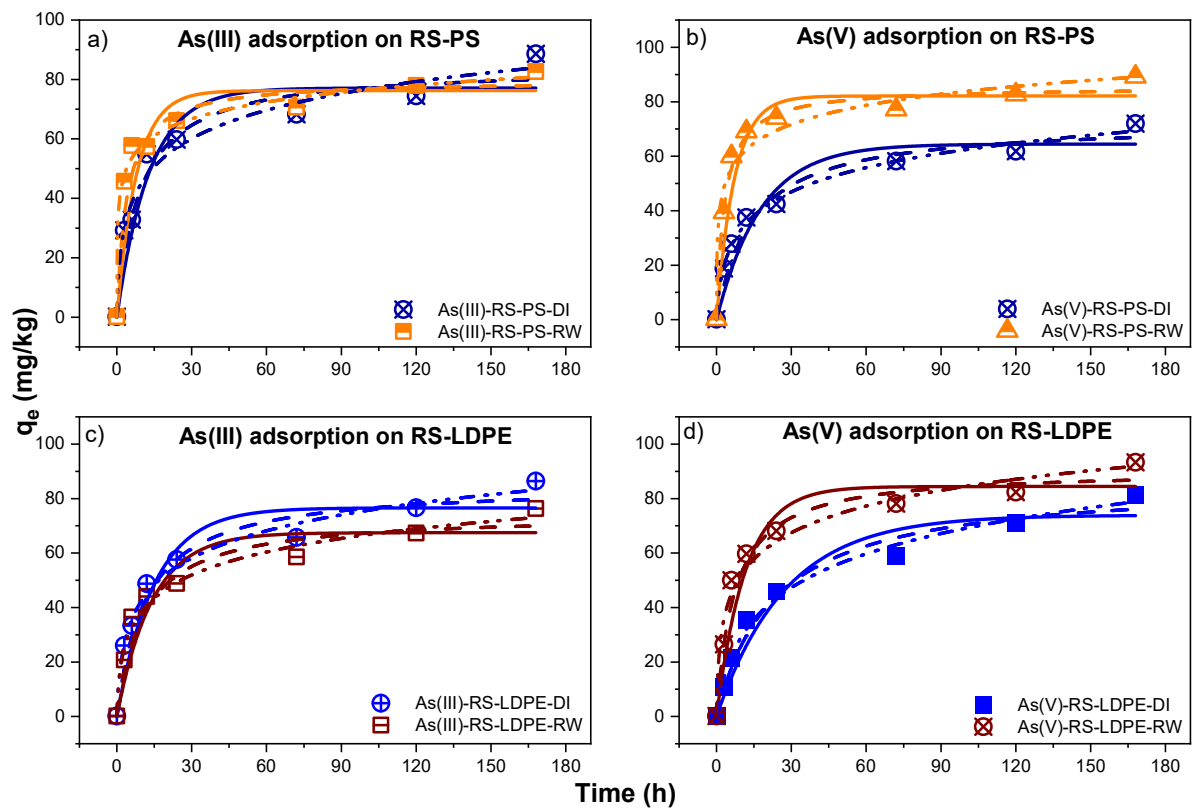 a)
As(III) adsorption on RS-PS
100
80
60
40
20
0
As(III)-RS-PS-DI
As(III)-RS-PS-RW
0 30 60 90 120 150 180
b)
As(V) adsorption on RS-PS
100
80
60
40
20
0
As(V)-RS-PS-DI
As(V)-RS-PS-RW
0 30 60 90 120 150 180
qe (mg/kg)
c)
As(III) adsorption on RS-LDPE
100
80
60
40
20
0
As(III)-RS-LDPE-DI
As(III)-RS-LDPE-RW
0 30 60 90 120 150 180
d)
As(V) adsorption on RS-LDPE
100
80
60
40
20
0
As(V)-RS-LDPE-DI
As(V)-RS-LDPE-RW
0 30 60 90 120 150 180
Time (h)